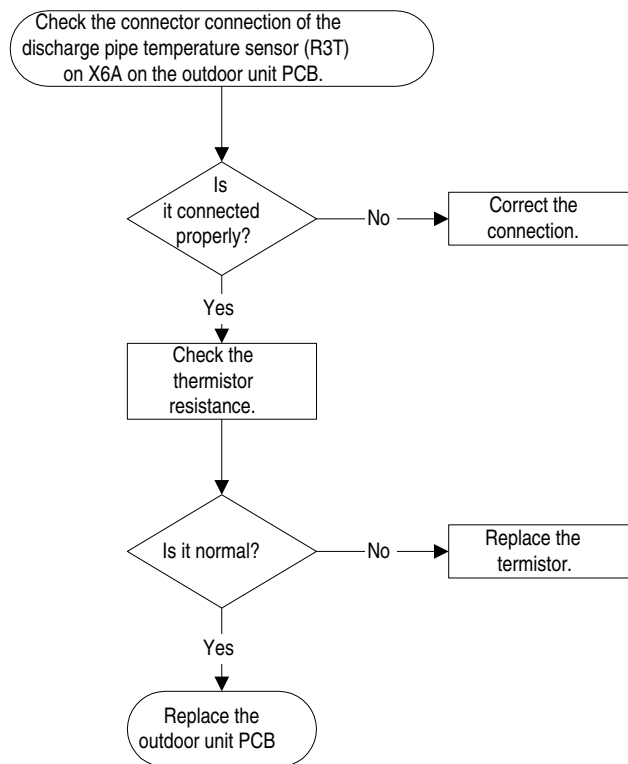 Check the connector connection of the
discharge pipe temperature sensor (R3T)
on X6A on the outdoor unit PCB.
Is
it connected
properly?
No
Correct the
connection.
Yes
Check the
thermistor
resistance.
Is it normal?
No
Replace the
termistor.
Yes
Replace the
outdoor unit PCB